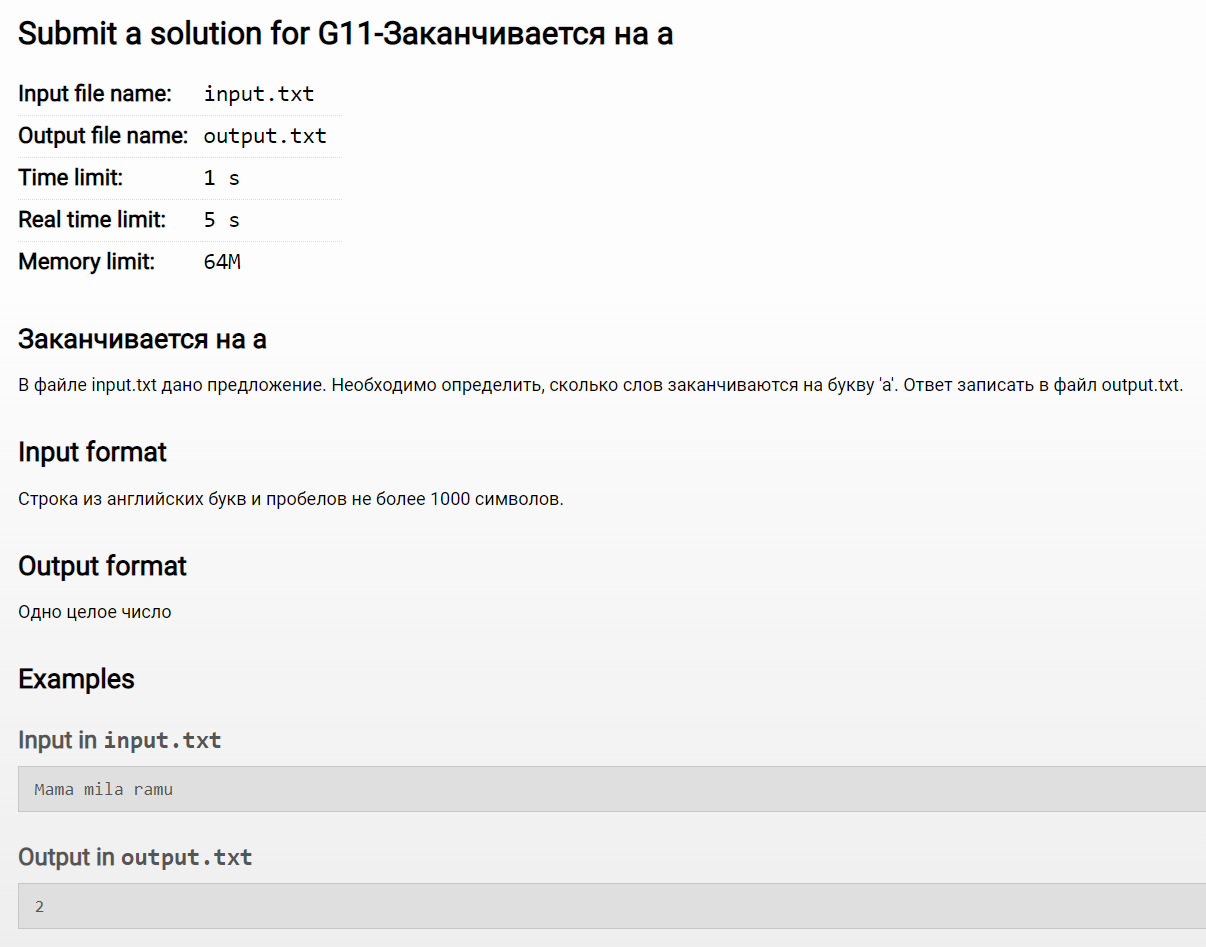 Submit a solution for G11-Заканчивается на a
Input file name: input.txt
Output file name: output.txt
Time limit: 1 s
Real time limit: 5 s
Memory limit: 64M
Заканчивается на a
В файле input.txt дано предложение. Необходимо определить, сколько слов заканчиваются на букву 'a'. Ответ записать в файл output.txt.
Input format
Строка из английских букв и пробелов не более 1000 символов.
Output format
Одно целое число
Examples
Input in input.txt
Mama mila ramu
Output in output.txt
2